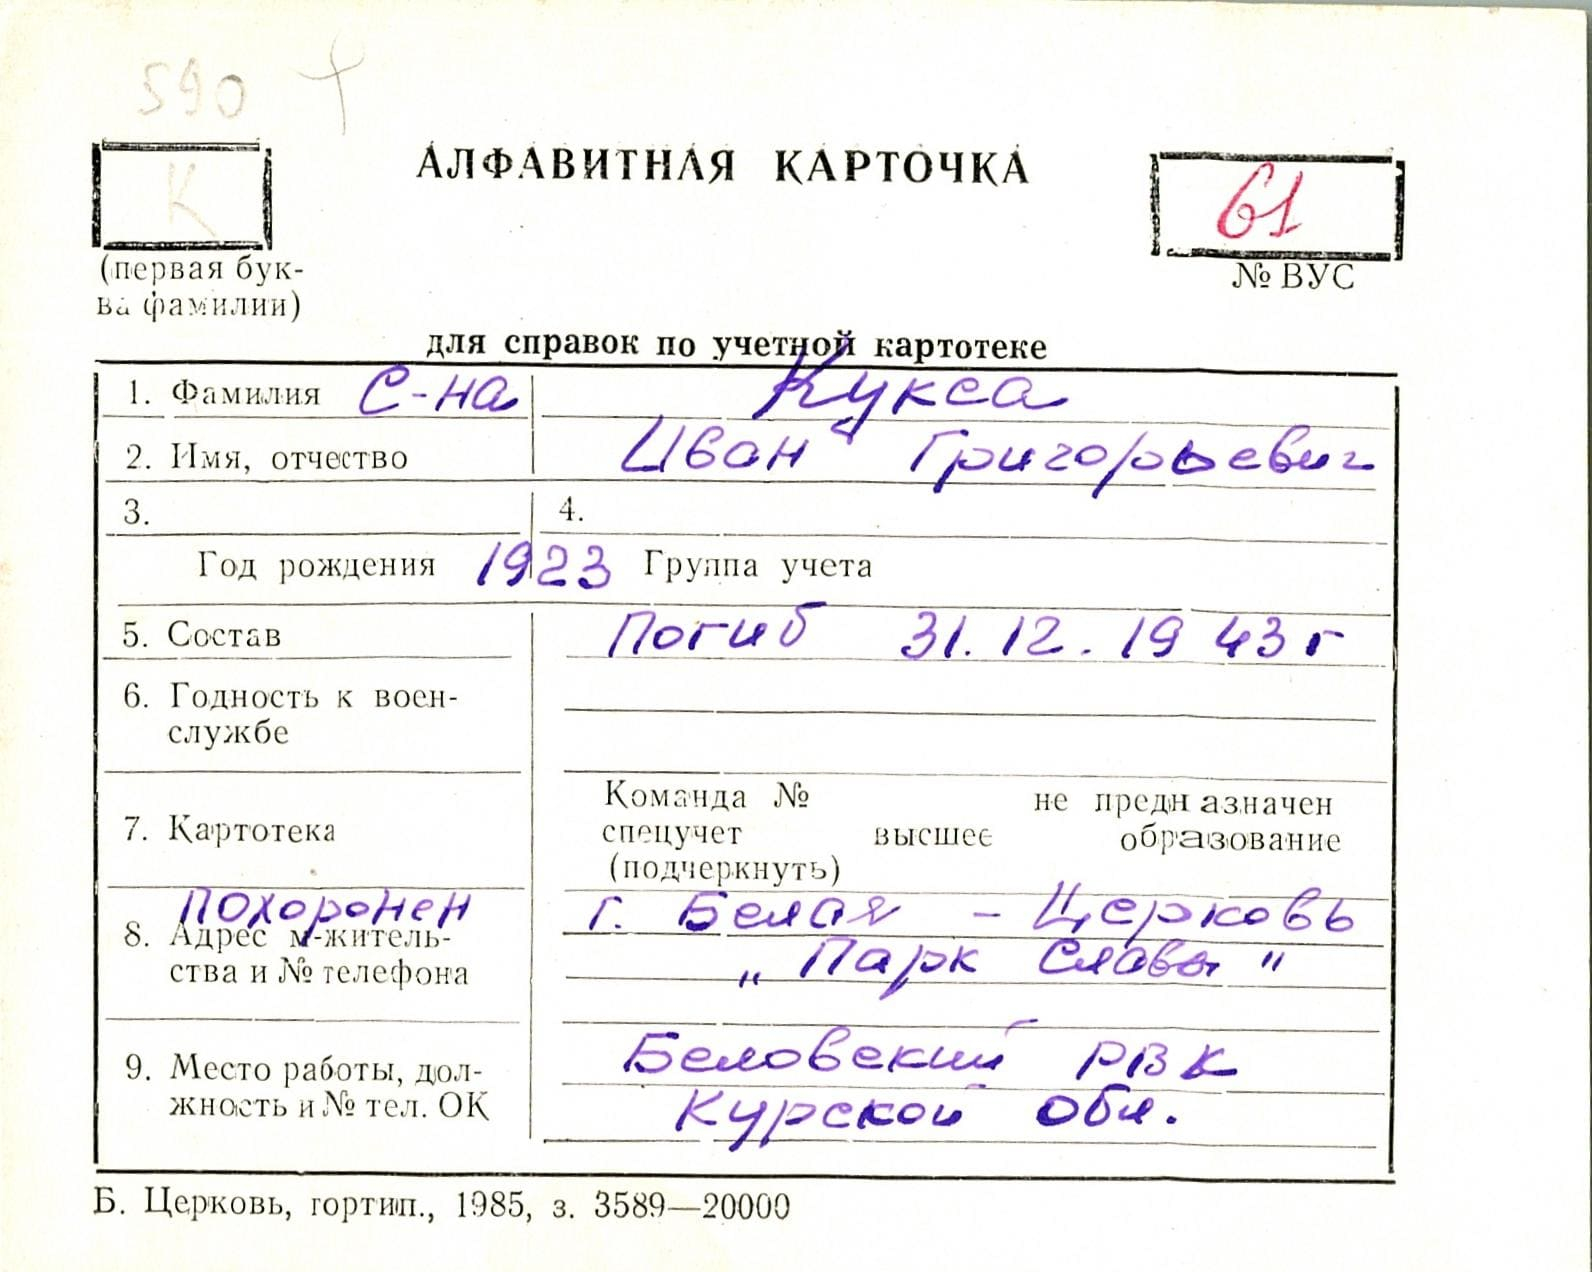 590
К
АЛФАВИТНАЯ КАРТОЧКА
61
(первая бук-
ва фамилии)
№ ВУС
для справок по учетной картотеке
1. Фамилия С-на Кукса
2. Имя, отчество Иван Григорьевич
3. 4.
Год рождения 1923 Группа учета
5. Состав Погиб 31.12.1943 г
6. Годность к воен-
службе
7. Картотека
Команда № не предназначен
спецучет высшее образование
(подчеркнуть)
похоронен г. Белая - Церковь
8. Адрес м-житель-
ства и № телефона
„Парк Славы"
9. Место работы, дол-
жность и № тел. ОК
Беловский РВК
Курской обл.
Б. Церковь, гортип., 1985, з. 3589—20000